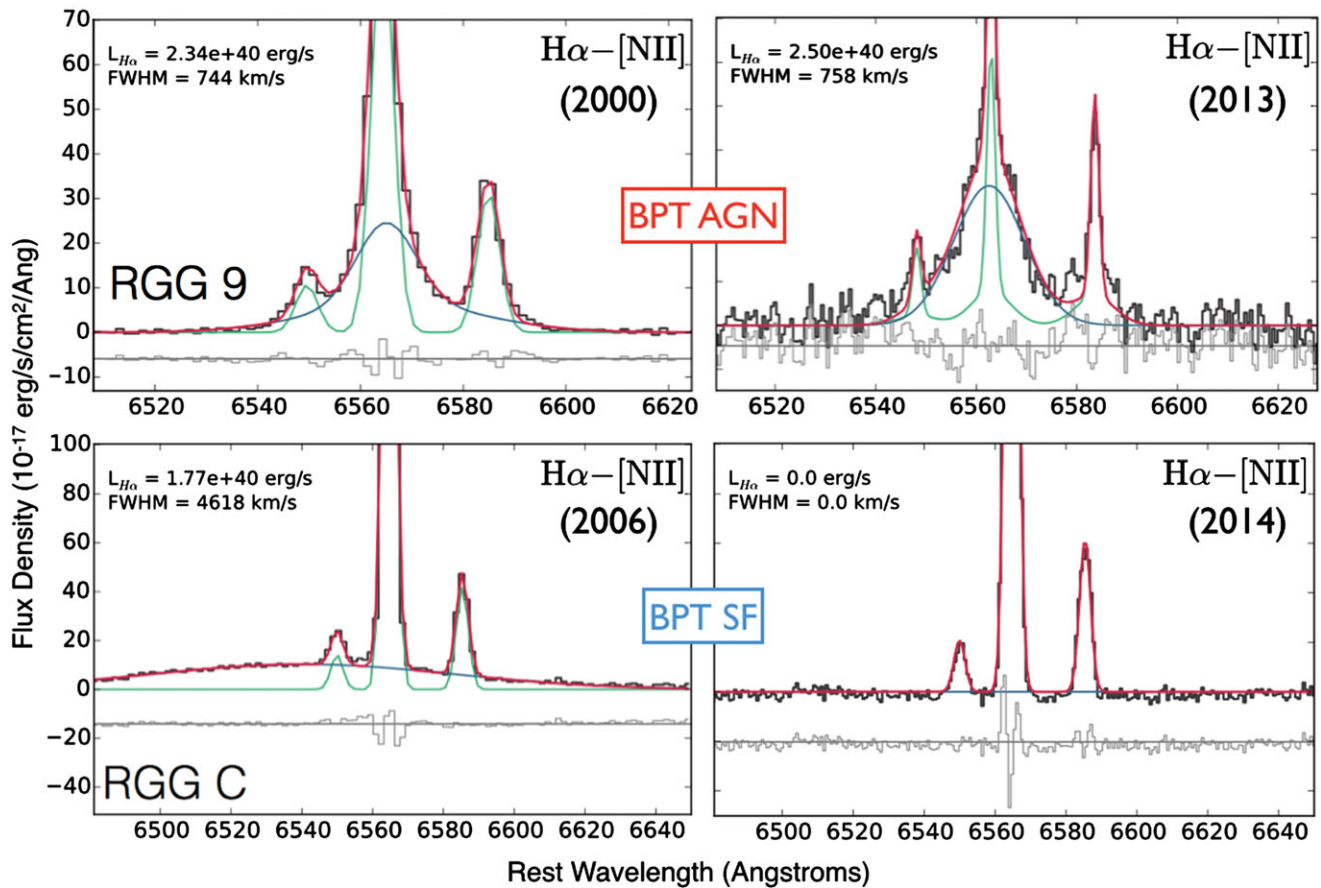 70
60
50
40
30
20
10
0
−10
L_Hα = 2.34e+40 erg/s
FWHM = 744 km/s
Hα−[NII]
(2000)
RGG 9
6520 6540 6560 6580 6600 6620
L_Hα = 2.50e+40 erg/s
FWHM = 758 km/s
Hα−[NII]
(2013)
6520 6540 6560 6580 6600 6620
BPT AGN
Flux Density (10⁻¹⁷ erg/s/cm²/Ang)
100
80
60
40
20
0
−20
−40
L_Hα = 1.77e+40 erg/s
FWHM = 4618 km/s
Hα−[NII]
(2006)
RGG C
6500 6520 6540 6560 6580 6600 6620 6640
L_Hα = 0.0 erg/s
FWHM = 0.0 km/s
Hα−[NII]
(2014)
6500 6520 6540 6560 6580 6600 6620 6640
BPT SF
Rest Wavelength (Angstroms)